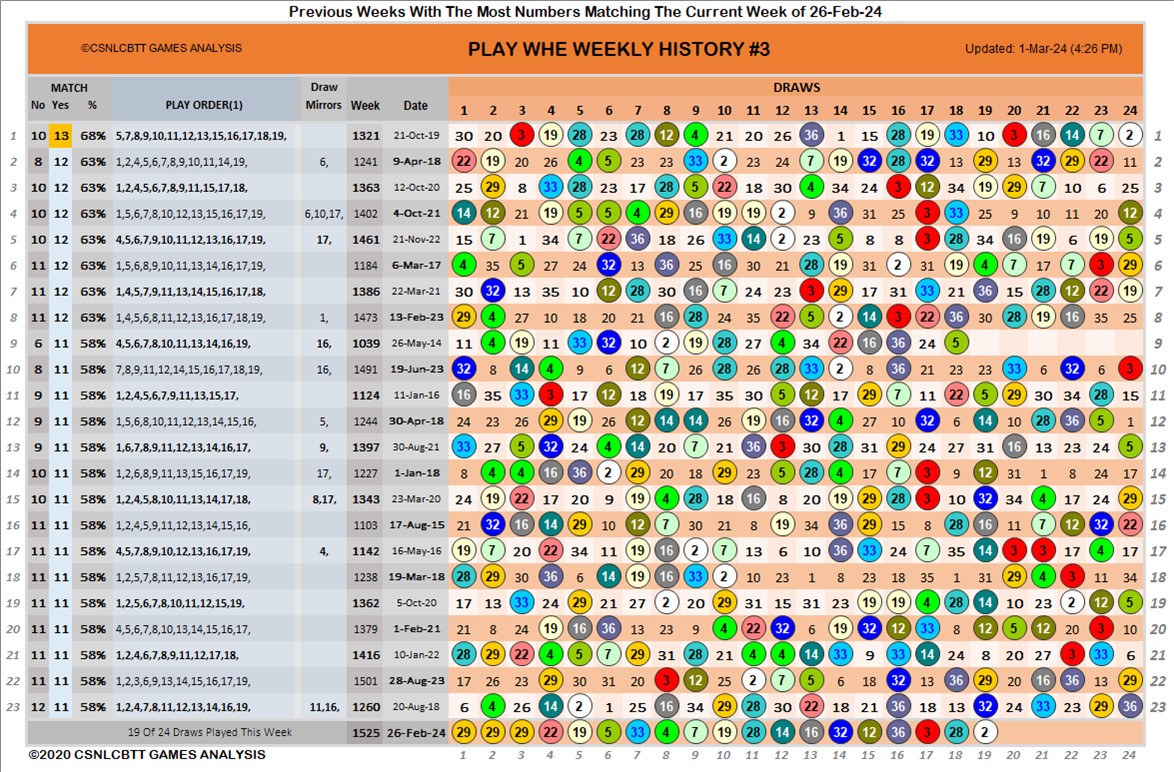 Previous Weeks With The Most Numbers Matching The Current Week of 26-Feb-24
©CSNLCBTT GAMES ANALYSIS PLAY WHE WEEKLY HISTORY #3 Updated: 1-Mar-24 (4:26 PM)
MATCH Draw DRAWS
No Yes % PLAY ORDER(1) Mirrors Week Date 1 2 3 4 5 6 7 8 9 10 11 12 13 14 15 16 17 18 19 20 21 22 23 24
1 10 13 68% 5,7,8,9,10,11,12,13,15,16,17,18,19, 1321 21-Oct-19 30 20 3 19 28 23 28 12 4 21 20 26 36 1 15 28 19 33 10 3 16 14 7 2 1
2 8 12 63% 1,2,4,5,6,7,8,9,10,11,14,19, 6, 1241 9-Apr-18 22 19 20 26 4 5 23 23 33 2 23 24 7 19 32 28 32 13 29 13 32 29 22 11 2
3 10 12 63% 1,2,4,5,6,7,8,9,11,15,17,18, 1363 12-Oct-20 25 29 8 33 28 23 17 28 5 22 18 30 4 34 24 3 12 34 19 29 7 10 6 25 3
4 10 12 63% 1,5,6,7,8,10,12,13,15,16,17,19, 6,10,17, 1402 4-Oct-21 14 12 21 19 5 5 4 29 16 19 19 2 9 36 31 25 3 33 25 9 10 11 20 12 4
5 10 12 63% 4,5,6,7,9,10,11,12,13,16,17,19, 17, 1461 21-Nov-22 15 7 1 34 7 22 36 18 26 33 14 2 23 5 8 8 3 28 34 16 19 6 19 5 5
6 11 12 63% 1,5,6,8,9,10,11,13,14,16,17,19, 1184 6-Mar-17 4 35 5 27 24 32 13 36 25 16 30 21 28 19 31 2 31 19 4 7 17 7 3 29 6
7 11 12 63% 1,4,5,7,9,11,13,14,15,16,17,18, 1386 22-Mar-21 30 32 13 35 10 12 28 30 16 7 24 23 3 29 17 31 33 21 36 15 28 12 22 19 7
8 11 12 63% 1,4,5,6,8,11,12,13,16,17,18,19, 1, 1473 13-Feb-23 29 4 27 10 18 20 21 16 28 34 35 22 5 2 14 3 22 36 30 28 19 16 35 25 8
9 6 11 58% 4,5,6,7,8,10,12,14,15,16,18, 16, 1039 26-May-14 11 4 19 11 33 32 10 2 19 28 27 4 34 22 16 36 24 5 9
10 8 11 58% 7,8,9,11,12,14,15,16,17,18,19, 16, 1491 19-Jun-23 32 8 14 4 9 6 12 7 26 28 26 28 33 2 8 36 21 23 23 33 6 32 6 3 10
11 9 11 58% 1,2,4,5,6,7,9,11,13,15,17, 1124 11-Jan-16 16 35 33 3 17 12 18 19 17 35 30 5 12 17 29 7 11 22 5 29 30 34 28 15 11
12 9 11 58% 1,5,6,8,10,11,12,13,14,15,16, 5, 1244 30-Apr-18 24 23 26 29 19 26 12 14 14 11 19 16 32 4 27 10 32 6 14 10 28 36 5 1 12
13 9 11 58% 1,6,7,8,9,11,12,13,14,16,17, 9, 1397 30-Aug-21 33 27 5 32 24 4 14 20 7 21 36 3 30 28 31 29 24 27 31 16 13 23 24 5 13
14 10 11 58% 1,2,6,8,9,11,13,14,16,17,19, 17, 1227 1-Jan-18 8 4 4 16 36 2 29 20 18 29 23 5 28 4 17 7 3 9 12 31 1 8 24 17 14
15 10 11 58% 1,2,4,5,8,10,11,13,14,17,18, 8,17, 1343 23-Mar-20 24 19 22 17 20 9 19 4 28 18 16 8 20 19 29 28 3 10 32 34 4 17 24 29 15
16 11 11 58% 1,2,4,5,9,11,12,13,14,15,16, 1103 17-Aug-15 21 32 16 14 29 10 12 7 30 21 8 19 34 36 29 15 8 28 16 11 7 12 32 22 16
17 11 11 58% 4,5,7,8,9,10,12,13,16,17,19, 4, 1142 16-May-16 19 7 20 22 34 11 19 16 2 7 13 6 10 36 33 24 7 35 14 3 3 17 4 17 17
18 11 11 58% 1,2,5,7,8,11,12,13,16,17,19, 1238 19-Mar-18 28 29 30 36 6 14 19 16 33 2 10 23 1 8 23 18 35 1 31 29 4 3 11 34 18
19 11 11 58% 1,2,5,6,7,8,10,11,12,15,19, 1362 5-Oct-20 17 13 33 24 29 21 27 2 20 29 31 15 31 23 19 19 4 28 14 10 23 2 12 5 19
20 11 11 58% 4,5,6,7,8,10,13,14,15,16,17, 1379 1-Feb-21 21 8 24 19 16 36 13 23 9 4 22 32 6 19 32 12 33 8 12 5 12 20 3 10 20
21 11 11 58% 1,2,4,6,7,8,9,11,12,17,18, 1416 10-Jan-22 28 29 22 4 5 7 29 31 28 21 4 4 14 33 9 33 14 24 8 20 27 22 33 6 21
22 11 11 58% 1,2,3,6,9,13,14,15,16,17,19, 1501 28-Aug-23 17 26 23 29 30 31 20 3 12 25 2 7 5 6 18 32 13 36 29 20 16 36 13 29 22
23 12 11 58% 1,2,4,7,8,11,12,14,16,19, 11,16, 1260 20-Aug-18 6 4 26 14 2 1 25 16 4 29 28 30 22 18 21 36 18 13 32 24 33 23 29 36 23
19 Of 24 Draws Played This Week 1525 26-Feb-24 29 29 29 22 19 5 33 4 7 29 28 14 16 32 12 36 3 28 2
©2020 CSNLCBTT GAMES ANALYSIS 1 2 3 4 5 6 7 8 9 10 11 12 13 14 15 16 17 18 19 20 21 22 23 24